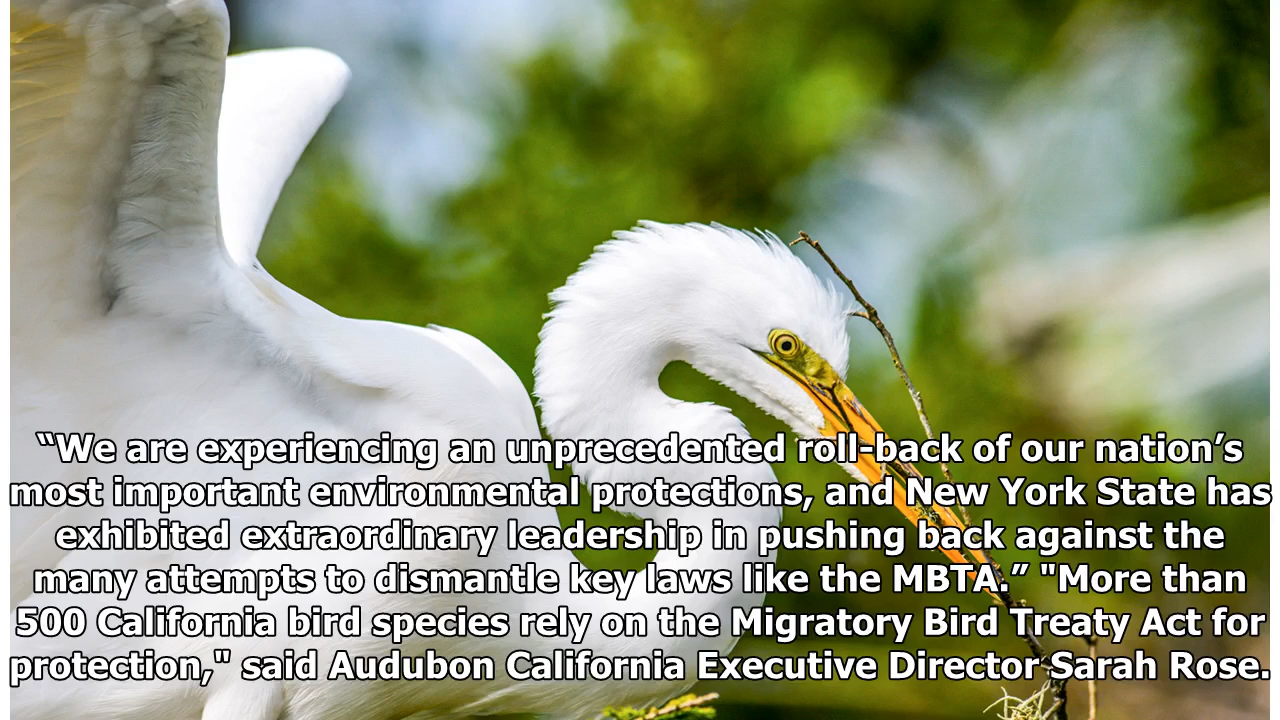 “We are experiencing an unprecedented roll-back of our nation’s
most important environmental protections, and New York State has
exhibited extraordinary leadership in pushing back against the
many attempts to dismantle key laws like the MBTA.” "More than
500 California bird species rely on the Migratory Bird Treaty Act for
protection," said Audubon California Executive Director Sarah Rose.